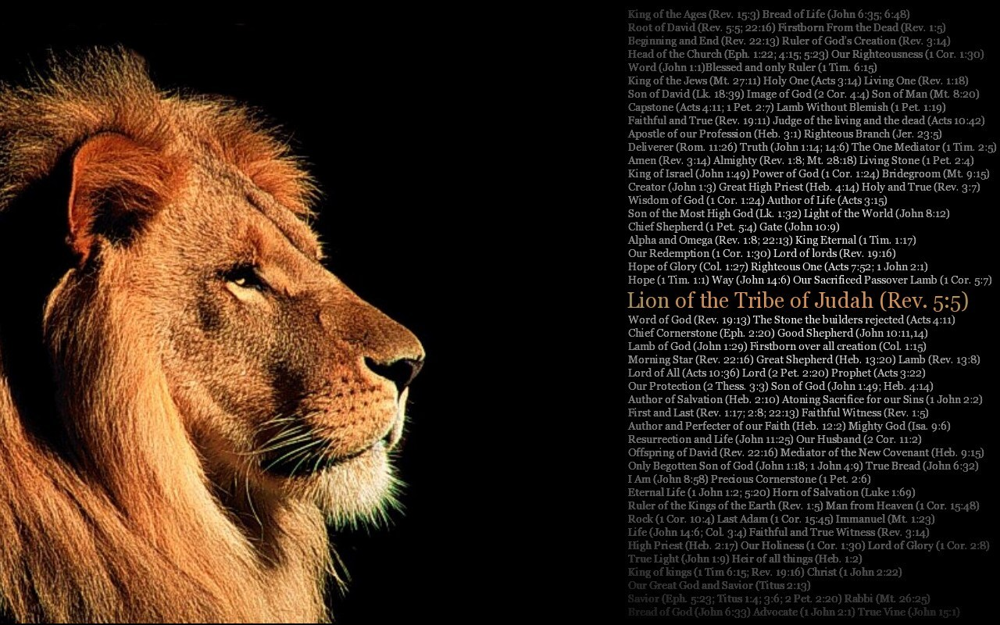 King of the Ages (Rev. 15:3) Bread of Life (John 6:35; 6:48)
Root of David (Rev. 5:5; 22:16) Firstborn From the Dead (Rev. 1:5)
Beginning and End (Rev. 22:13) Ruler of God's Creation (Rev. 3:14)
Head of the Church (Eph. 1:22; 4:15; 5:23) Our Righteousness (1 Cor. 1:30)
Word (John 1:1)Blessed and only Ruler (1 Tim. 6:15)
King of the Jews (Mt. 27:11) Holy One (Acts 3:14) Living One (Rev. 1:18)
Son of David (Lk. 18:39) Image of God (2 Cor. 4:4) Son of Man (Mt. 8:20)
Capstone (Acts 4:11; 1 Pet. 2:7) Lamb Without Blemish (1 Pet. 1:19)
Faithful and True (Rev. 19:11) Judge of the living and the dead (Acts 10:42)
Apostle of our Profession (Heb. 3:1) Righteous Branch (Jer. 23:5)
Deliverer (Rom. 11:26) Truth (John 1:14; 14:6) The One Mediator (1 Tim. 2:5)
Amen (Rev. 3:14) Almighty (Rev. 1:8; Mt. 28:18) Living Stone (1 Pet. 2:4)
King of Israel (John 1:49) Power of God (1 Cor. 1:24) Bridegroom (Mt. 9:15)
Creator (John 1:3) Great High Priest (Heb. 4:14) Holy and True (Rev. 3:7)
Wisdom of God (1 Cor. 1:24) Author of Life (Acts 3:15)
Son of the Most High God (Lk. 1:32) Light of the World (John 8:12)
Chief Shepherd (1 Pet. 5:4) Gate (John 10:9)
Alpha and Omega (Rev. 1:8; 22:13) King Eternal (1 Tim. 1:17)
Our Redemption (1 Cor. 1:30) Lord of lords (Rev. 19:16)
Hope of Glory (Col. 1:27) Righteous One (Acts 7:52; 1 John 2:1)
Hope (1 Tim. 1:1) Way (John 14:6) Our Sacrificed Passover Lamb (1 Cor. 5:7)
Lion of the Tribe of Judah (Rev. 5:5)
Word of God (Rev. 19:13) The Stone the builders rejected (Acts 4:11)
Chief Cornerstone (Eph. 2:20) Good Shepherd (John 10:11,14)
Lamb of God (John 1:29) Firstborn over all creation (Col. 1:15)
Morning Star (Rev. 22:16) Great Shepherd (Heb. 13:20) Lamb (Rev. 13:8)
Lord of All (Acts 10:36) Lord (2 Pet. 2:20) Prophet (Acts 3:22)
Our Protection (2 Thess. 3:3) Son of God (John 1:49; Heb. 4:14)
Author of Salvation (Heb. 2:10) Atoning Sacrifice for our Sins (1 John 2:2)
First and Last (Rev. 1:17; 2:8; 22:13) Faithful Witness (Rev. 1:5)
Author and Perfecter of our Faith (Heb. 12:2) Mighty God (Isa. 9:6)
Resurrection and Life (John 11:25) Our Husband (2 Cor. 11:2)
Offspring of David (Rev. 22:16) Mediator of the New Covenant (Heb. 9:15)
Only Begotten Son of God (John 1:18; 1 John 4:9) True Bread (John 6:32)
I Am (John 8:58) Precious Cornerstone (1 Pet. 2:6)
Eternal Life (1 John 1:2; 5:20) Horn of Salvation (Luke 1:69)
Ruler of the Kings of the Earth (Rev. 1:5) Man from Heaven (1 Cor. 15:48)
Rock (1 Cor. 10:4) Last Adam (1 Cor. 15:45) Immanuel (Mt. 1:23)
Life (John 14:6; Col. 3:4) Faithful and True Witness (Rev. 3:14)
High Priest (Heb. 2:17) Our Holiness (1 Cor. 1:30) Lord of Glory (1 Cor. 2:8)
True Light (John 1:9) Heir of all things (Heb. 1:2)
King of kings (1 Tim 6:15; Rev. 19:16) Christ (1 John 2:22)
Our Great God and Savior (Titus 2:13)
Savior (Eph. 5:23; Titus 1:4; 3:6; 2 Pet. 2:20) Rabbi (Mt. 26:25)
Bread of God (John 6:33) Advocate (1 John 2:1) True Vine (John 15:1)